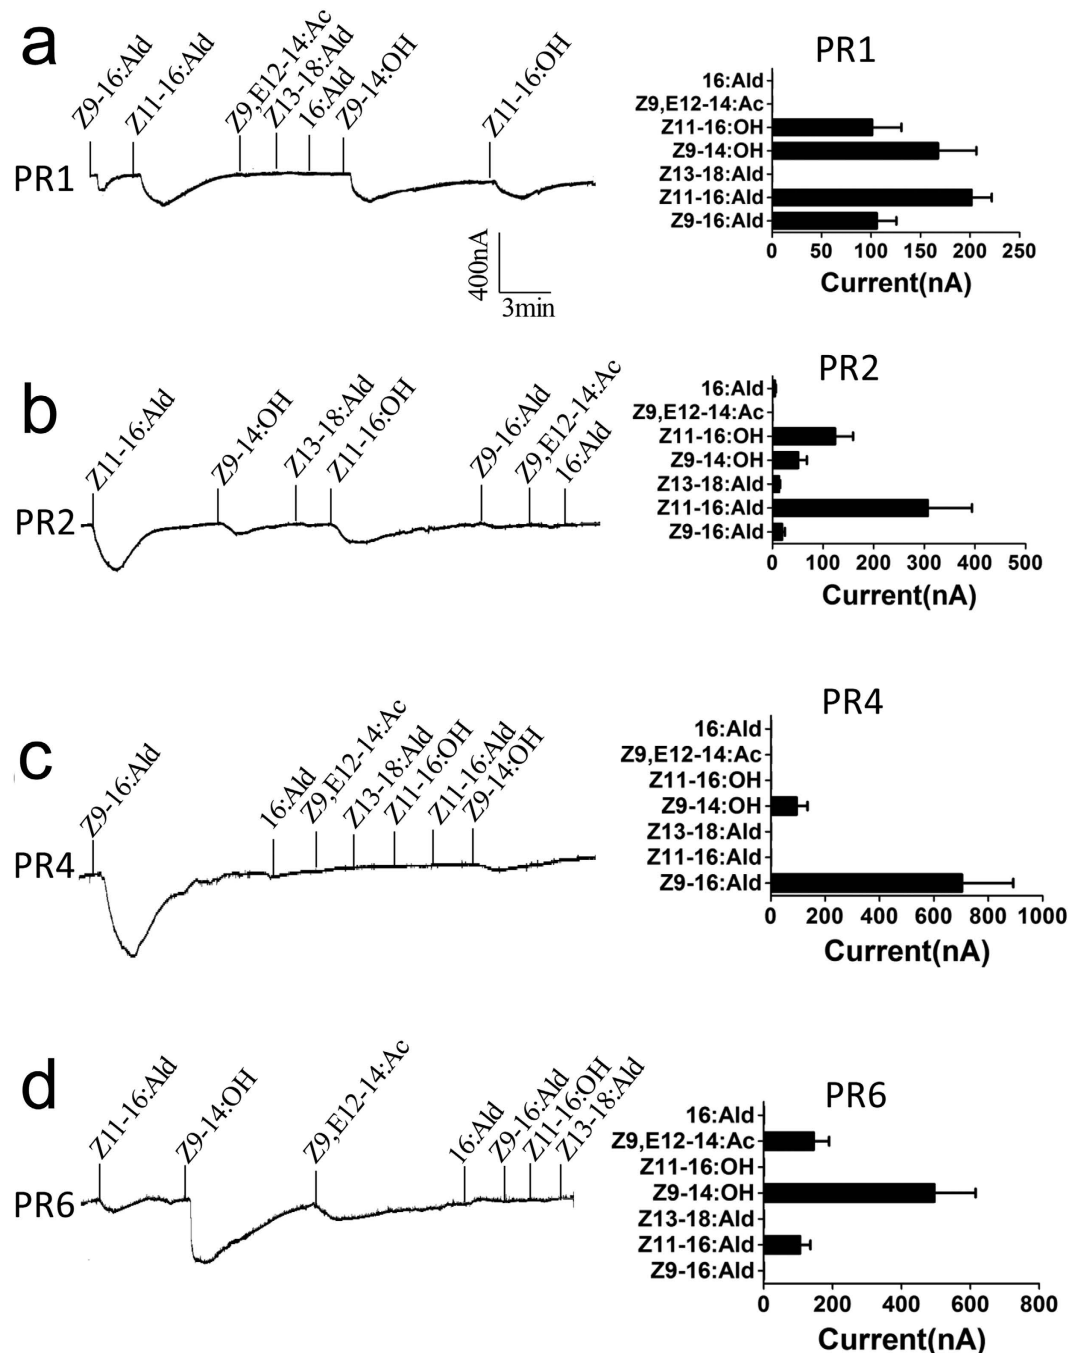 a
Z9-16:Ald
Z11-16:Ald
Z9,E12-14:Ac
Z13-18:Ald
16:Ald
Z9-14:OH
Z11-16:OH
PR1
400nA
3min
PR1
16:Ald
Z9,E12-14:Ac
Z11-16:OH
Z9-14:OH
Z13-18:Ald
Z11-16:Ald
Z9-16:Ald
0 50 100 150 200 250
Current(nA)
b
Z11-16:Ald
Z9-14:OH
Z13-18:Ald
Z11-16:OH
Z9-16:Ald
Z9,E12-14:Ac
16:Ald
PR2
PR2
16:Ald
Z9,E12-14:Ac
Z11-16:OH
Z9-14:OH
Z13-18:Ald
Z11-16:Ald
Z9-16:Ald
0 100 200 300 400 500
Current(nA)
c
Z9-16:Ald
16:Ald
Z9,E12-14:Ac
Z13-18:Ald
Z11-16:OH
Z11-16:Ald
Z9-14:OH
PR4
PR4
16:Ald
Z9,E12-14:Ac
Z11-16:OH
Z9-14:OH
Z13-18:Ald
Z11-16:Ald
Z9-16:Ald
0 200 400 600 800 1000
Current(nA)
d
Z11-16:Ald
Z9-14:OH
Z9,E12-14:Ac
16:Ald
Z9-16:Ald
Z11-16:OH
Z13-18:Ald
PR6
PR6
16:Ald
Z9,E12-14:Ac
Z11-16:OH
Z9-14:OH
Z13-18:Ald
Z11-16:Ald
Z9-16:Ald
0 200 400 600 800
Current(nA)